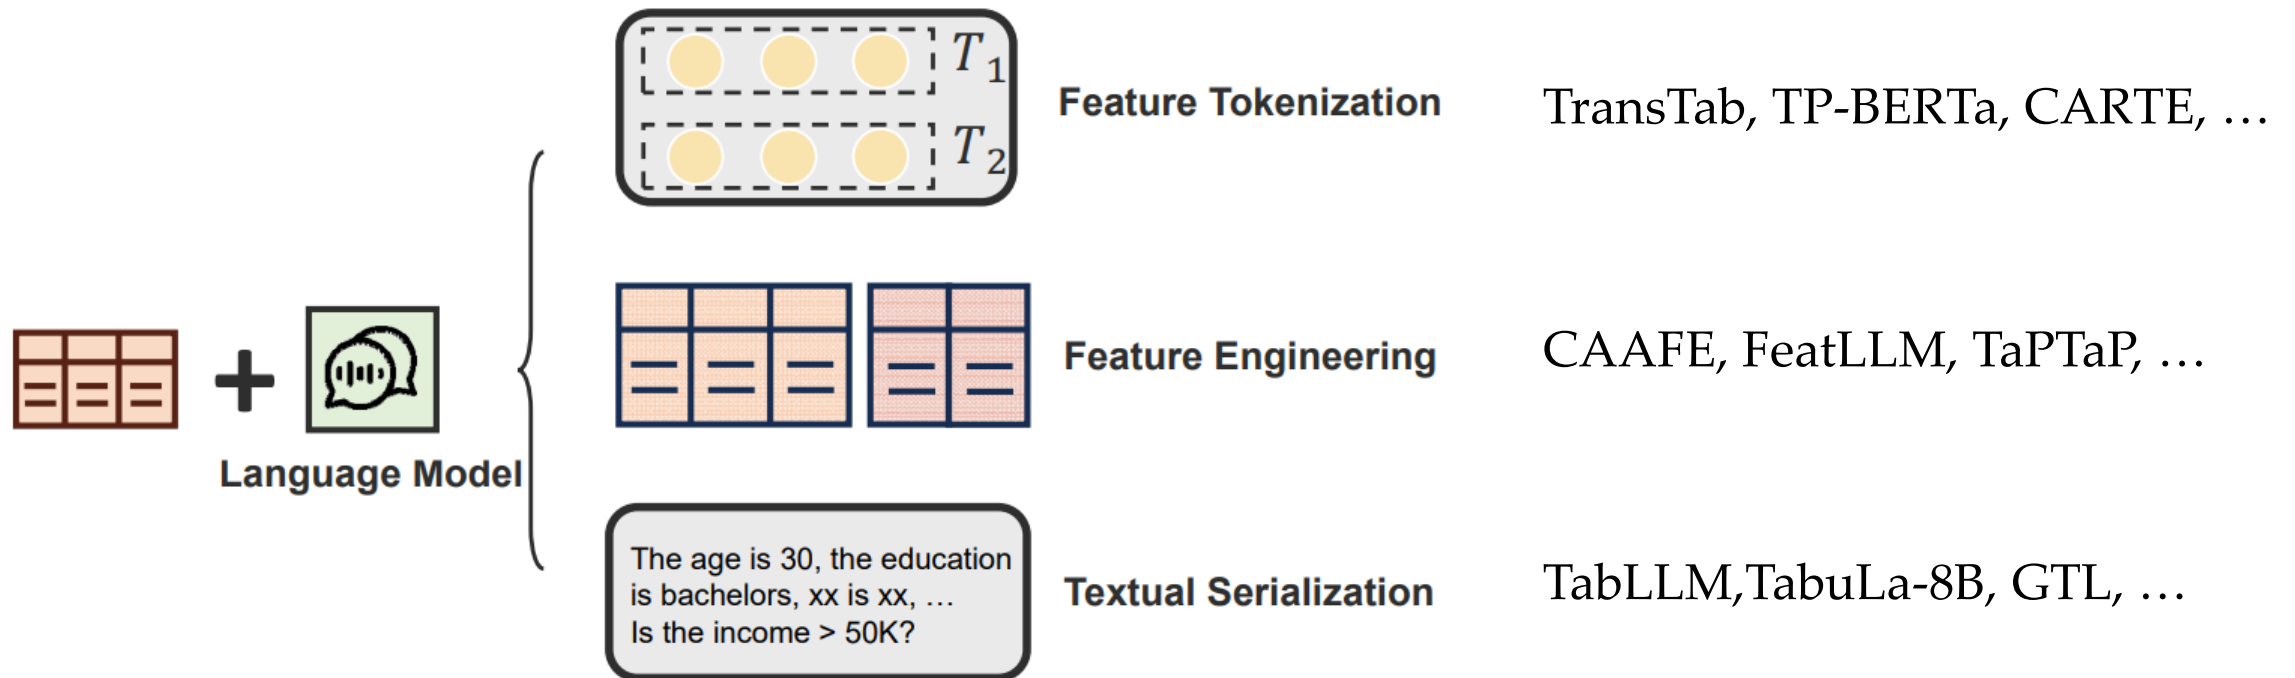 T1
Feature Tokenization
TransTab, TP-BERTa, CARTE, …
T2
Feature Engineering
CAAFE, FeatLLM, TaPTaP, …
Language Model
The age is 30, the education
is bachelors, xx is xx, …
Is the income > 50K?
Textual Serialization
TabLLM,TabuLa-8B, GTL, …